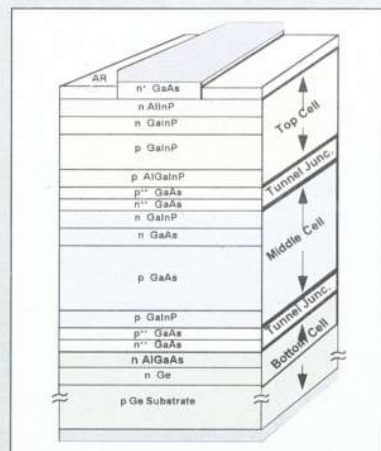 AR
n⁺ GaAs
n AlInP
n GaInP
p GaInP
p AlGaInP
p⁺⁺ GaAs
n⁺⁺ GaAs
n GaInP
n GaAs
p GaAs
p GaInP
p⁺⁺ GaAs
n⁺⁺ GaAs
n AlGaAs
n Ge
p Ge Substrate
Top Cell
Tunnel Junc.
Middle Cell
Tunnel Junc.
Bottom Cell